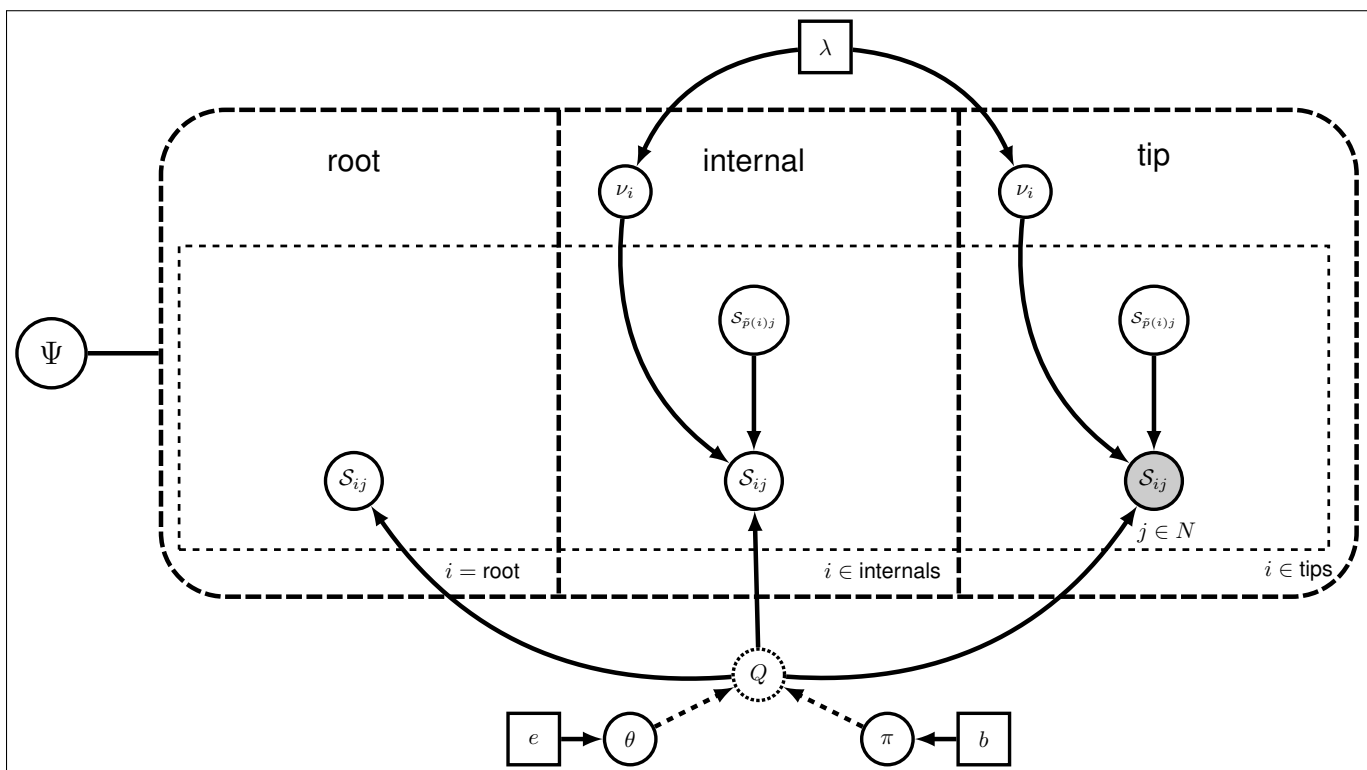 λ
root
internal
tip
ν_i
ν_i
S_{p̃(i)j}
S_{p̃(i)j}
Ψ
S_{ij}
S_{ij}
S_{ij}
j ∈ N
i = root
i ∈ internals
i ∈ tips
Q
e
θ
π
b